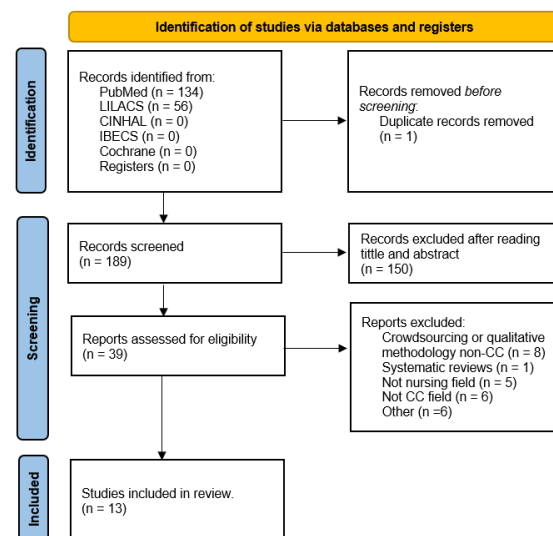 Identification of studies via databases and registers
Identification
Records identified from:
PubMed (n = 134)
LILACS (n = 56)
CINHAL (n = 0)
IBECS (n = 0)
Cochrane (n = 0)
Registers (n = 0)
Records removed before
screening:
Duplicate records removed
(n = 1)
Screening
Records screened
(n = 189)
Records excluded after reading
tittle and abstract
(n = 150)
Reports assessed for eligibility
(n = 39)
Reports excluded:
Crowdsourcing or qualitative
methodology non-CC (n = 8)
Systematic reviews (n = 1)
Not nursing field (n = 5)
Not CC field (n = 6)
Other (n =6)
Included
Studies included in review.
(n = 13)